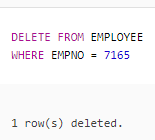 DELETE FROM EMPLOYEE
WHERE EMPNO = 7165
1 row(s) deleted.